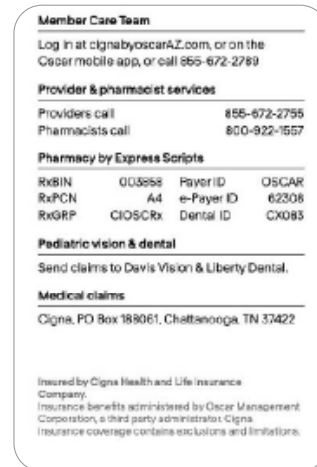 Member Care Team
Log in at cignabyoscarAZ.com, or on the
Oscar mobile app, or call 855-672-2789
Provider & pharmacist services
Providers call 855-672-2755
Pharmacists call 800-922-1557
Pharmacy by Express Scripts
RxBIN 003858 Payer ID OSCAR
RxPCN A4 e-Payer ID 62308
RxGRP CIOSCRx Dental ID CX083
Pediatric vision & dental
Send claims to Davis Vision & Liberty Dental.
Medical claims
Cigna, PO Box 188061, Chattanooga, TN 37422
Insured by Cigna Health and Life Insurance
Company.
Insurance benefits administered by Oscar Management
Corporation, a third party administrator. Cigna
insurance coverage contains exclusions and limitations.